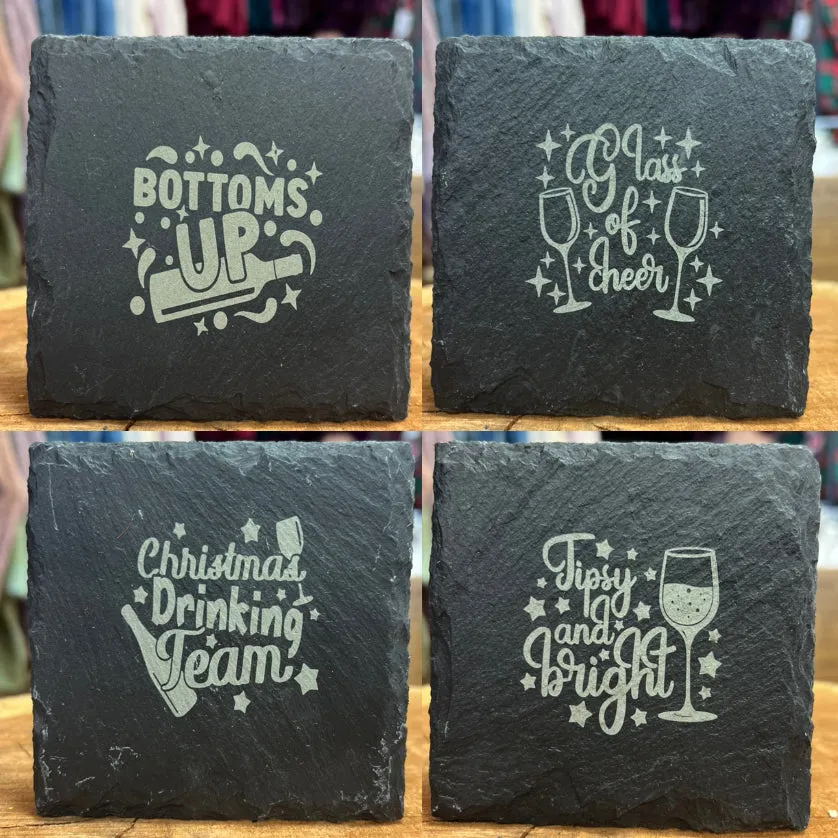 BOTTOMS
UP
Glass
of
cheer
Christmas
Drinking
Team
Tipsy
and
bright